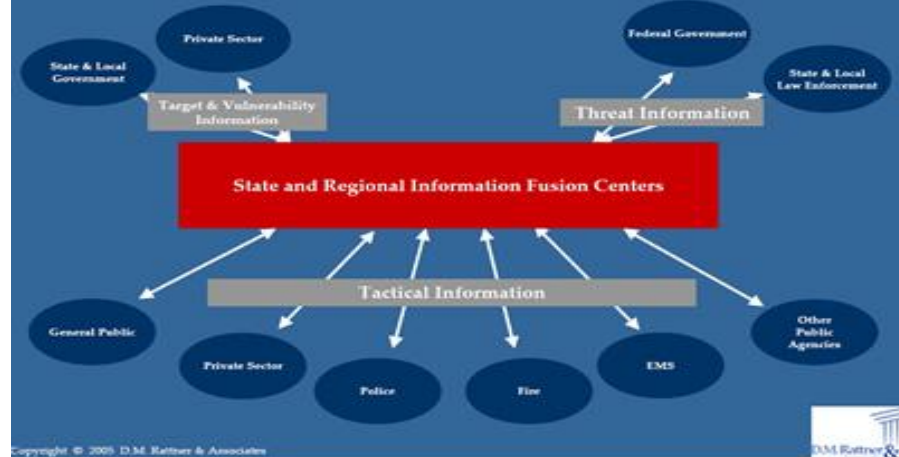 Private Sector
Federal Government
State & Local
Government
State & Local
Law Enforcement
Target & Vulnerability
Information
Threat Information
State and Regional Information Fusion Centers
Tactical Information
General Public
Other
Public
Agencies
Private Sector
EMS
Police
Fire
Copyright © 2005 D.M. Rattner & Associates
D.M. Rattner &